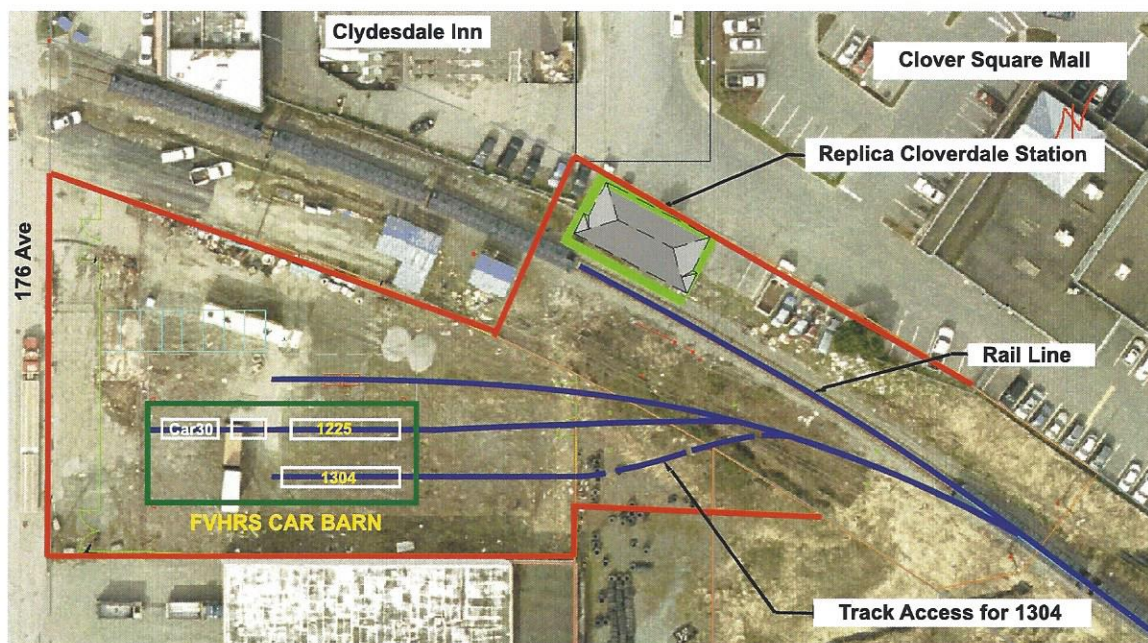 Clydesdale Inn
Clover Square Mall
N
Replica Cloverdale Station
176 Ave
Rail Line
Car30
1225
1304
FVHRS CAR BARN
Track Access for 1304